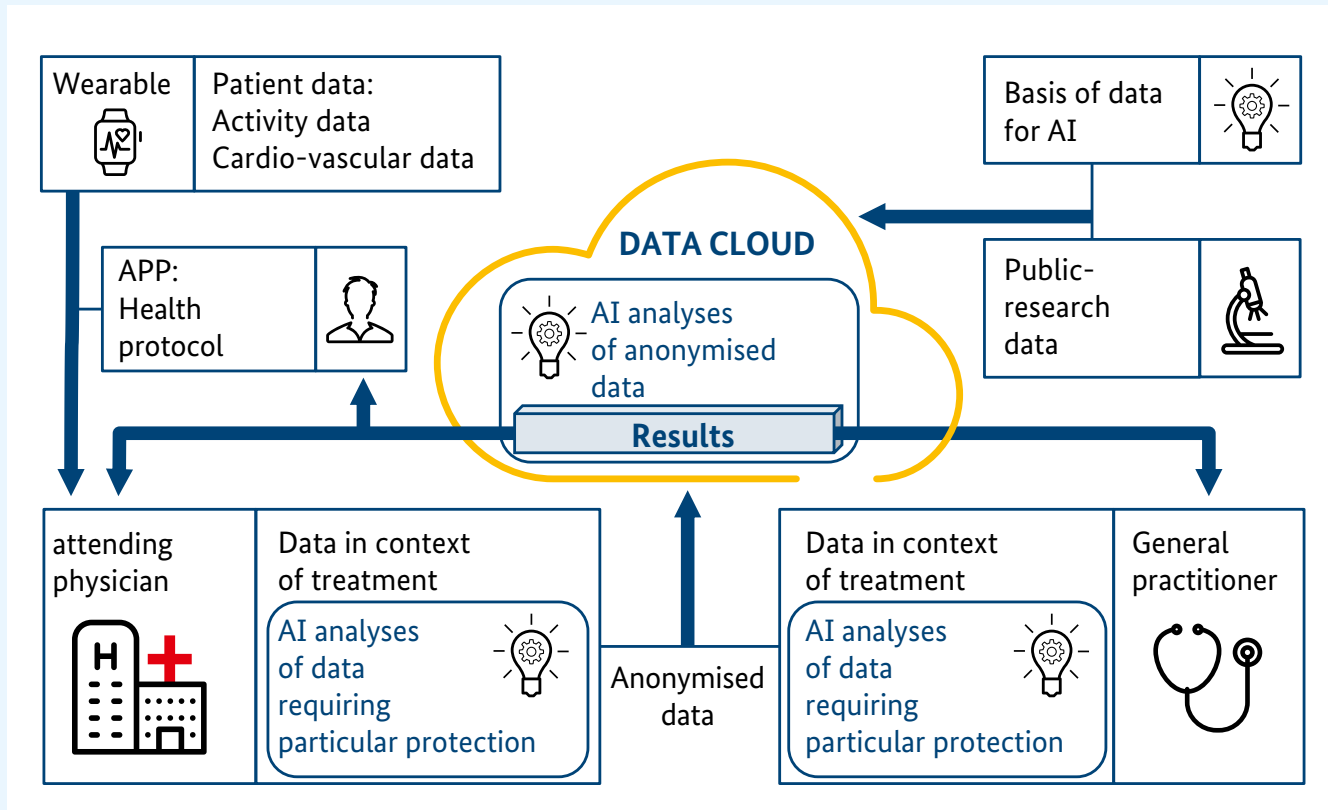 Wearable
Patient data:
Activity data
Cardio-vascular data
Basis of data
for AI
APP:
Health
protocol
DATA CLOUD
AI analyses
of anonymised
data
Results
Public-
research
data
attending
physician
H
Data in context
of treatment
AI analyses
of data
requiring
particular protection
Anonymised
data
Data in context
of treatment
AI analyses
of data
requiring
particular protection
General
practitioner